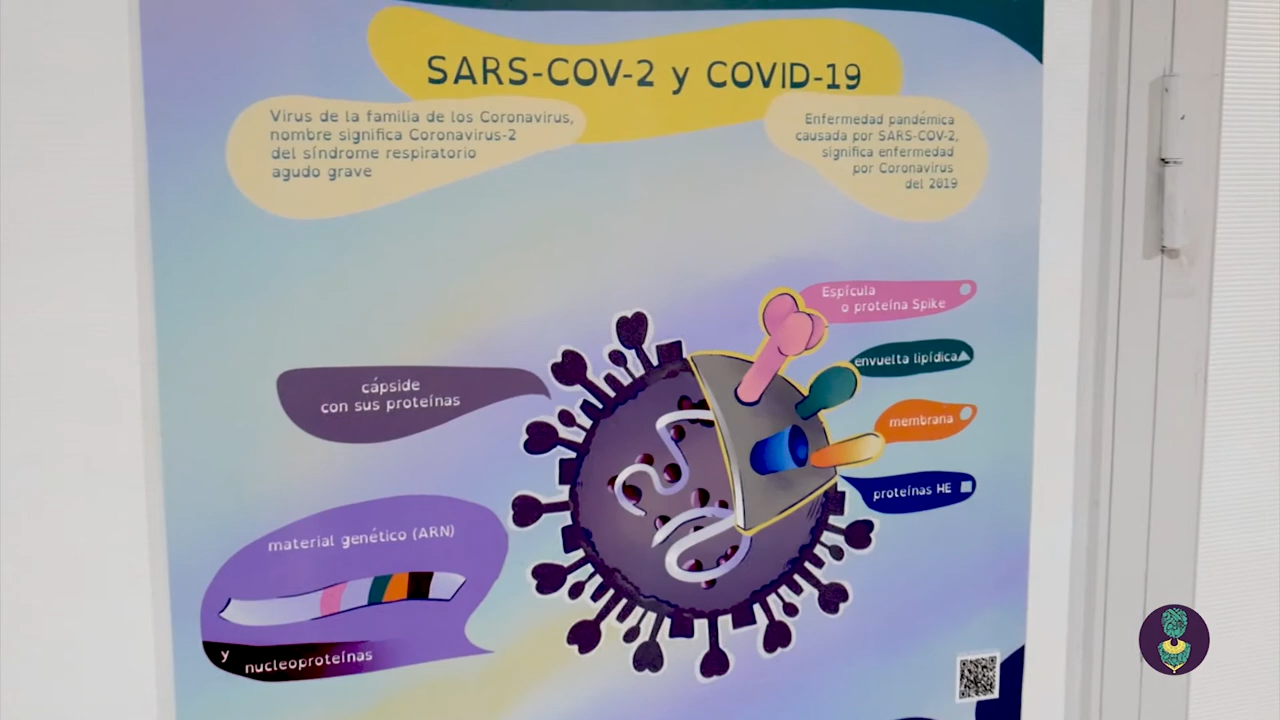 SARS-COV-2 y COVID-19
Virus de la familia de los Coronavirus,
nombre significa Coronavirus-2
del síndrome respiratorio
agudo grave
Enfermedad pandémica
causada por SARS-COV-2,
significa enfermedad
por Coronavirus
del 2019
Espícula
o proteína Spike
envuelta lipídica
membrana
proteínas HE
cápside
con sus proteínas
material genético (ARN)
y nucleoproteínas